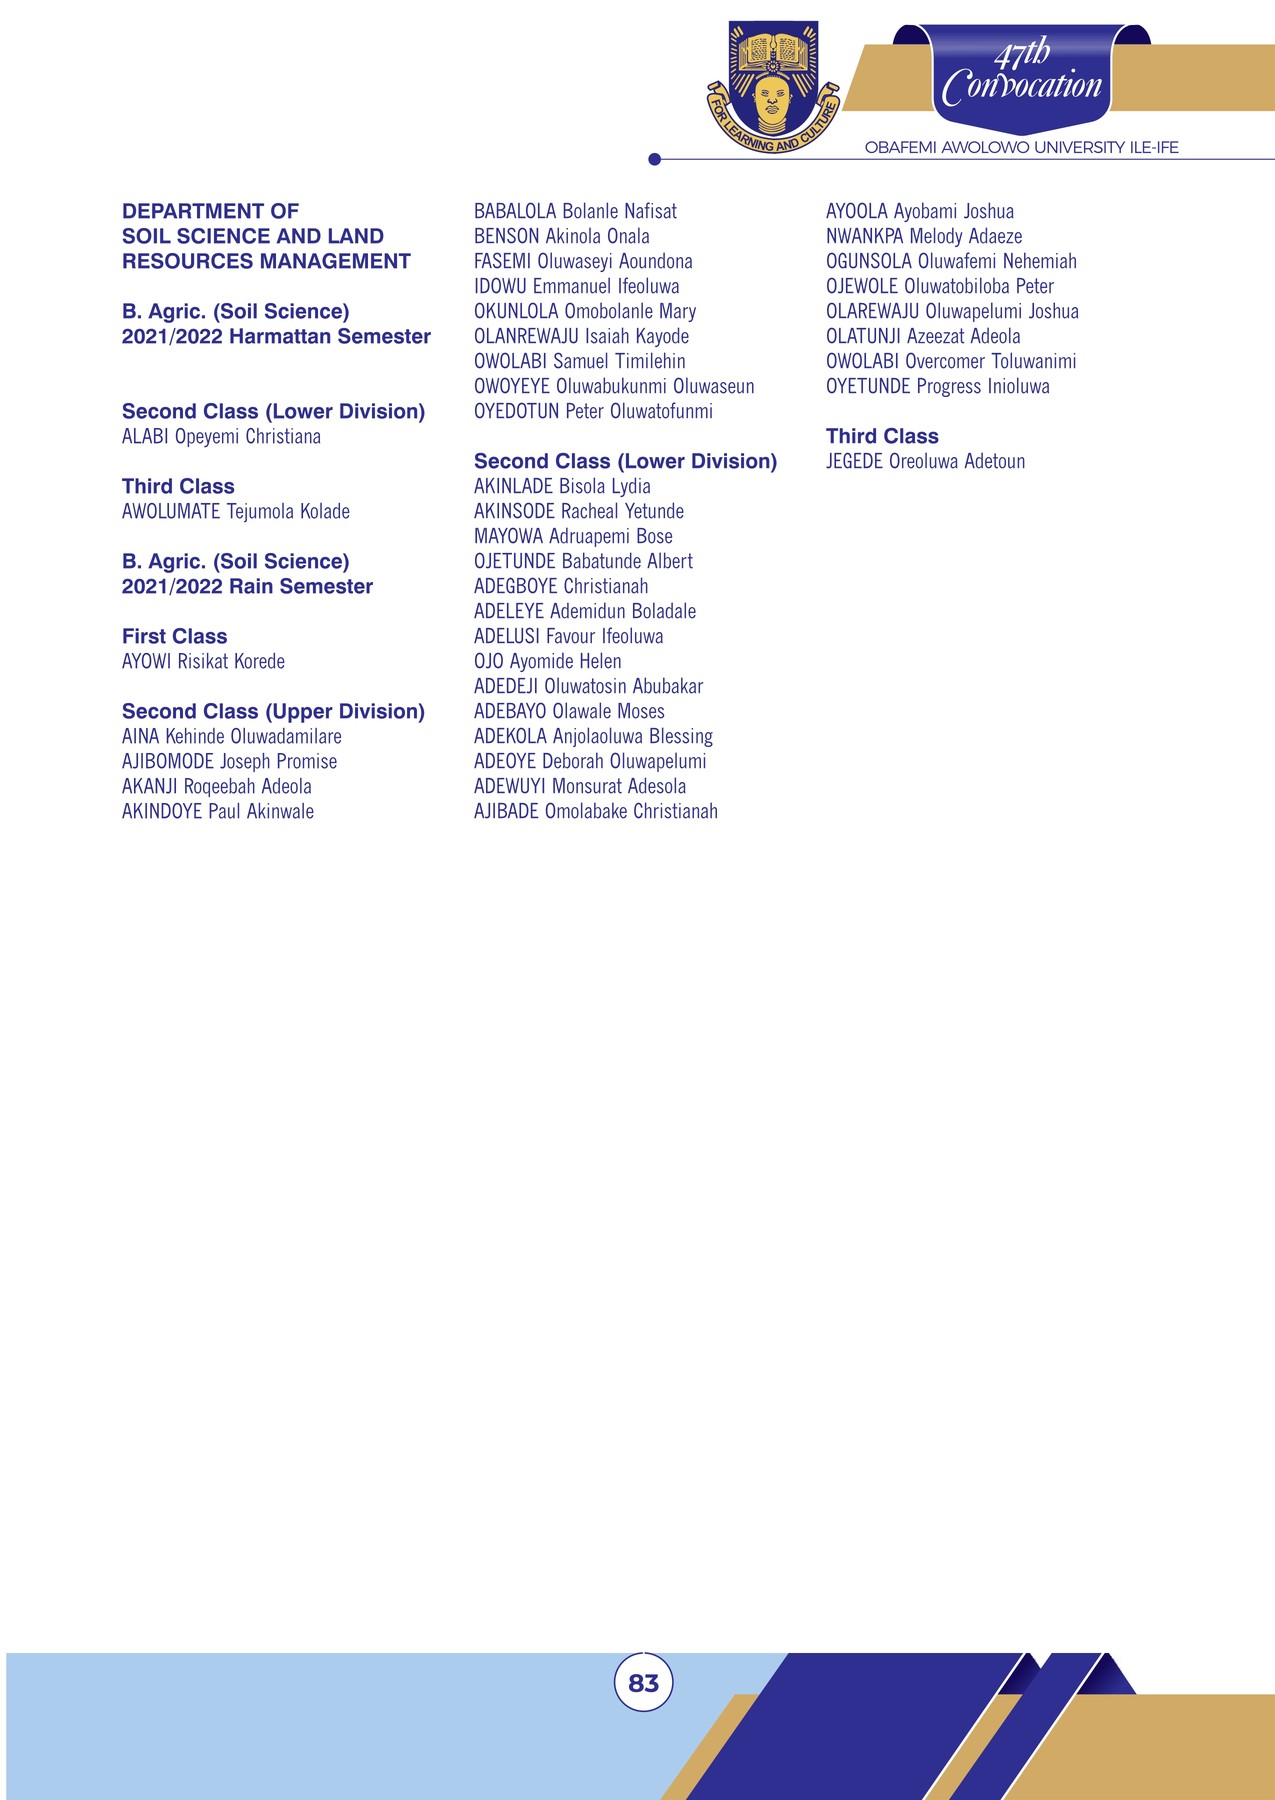 47th
Convocation
FOR LEARNING AND CULTURE
OBAFEMI AWOLOWO UNIVERSITY ILE-IFE
DEPARTMENT OF
SOIL SCIENCE AND LAND
RESOURCES MANAGEMENT
B. Agric. (Soil Science)
2021/2022 Harmattan Semester
Second Class (Lower Division)
ALABI Opeyemi Christiana
Third Class
AWOLUMATE Tejumola Kolade
B. Agric. (Soil Science)
2021/2022 Rain Semester
First Class
AYOWI Risikat Korede
Second Class (Upper Division)
AINA Kehinde Oluwadamilare
AJIBOMODE Joseph Promise
AKANJI Roqeebah Adeola
AKINDOYE Paul Akinwale
BABALOLA Bolanle Nafisat
BENSON Akinola Onala
FASEMI Oluwaseyi Aoundona
IDOWU Emmanuel Ifeoluwa
OKUNLOLA Omobolanle Mary
OLANREWAJU Isaiah Kayode
OWOLABI Samuel Timilehin
OWOYEYE Oluwabukunmi Oluwaseun
OYEDOTUN Peter Oluwatofunmi
Second Class (Lower Division)
AKINLADE Bisola Lydia
AKINSODE Racheal Yetunde
MAYOWA Adruapemi Bose
OJETUNDE Babatunde Albert
ADEGBOYE Christianah
ADELEYE Ademidun Boladale
ADELUSI Favour Ifeoluwa
OJO Ayomide Helen
ADEDEJI Oluwatosin Abubakar
ADEBAYO Olawale Moses
ADEKOLA Anjolaoluwa Blessing
ADEOYE Deborah Oluwapelumi
ADEWUYI Monsurat Adesola
AJIBADE Omolabake Christianah
AYOOLA Ayobami Joshua
NWANKPA Melody Adaeze
OGUNSOLA Oluwafemi Nehemiah
OJEWOLE Oluwatobiloba Peter
OLAREWAJU Oluwapelumi Joshua
OLATUNJI Azeezat Adeola
OWOLABI Overcomer Toluwanimi
OYETUNDE Progress Inioluwa
Third Class
JEGEDE Oreoluwa Adetoun
83